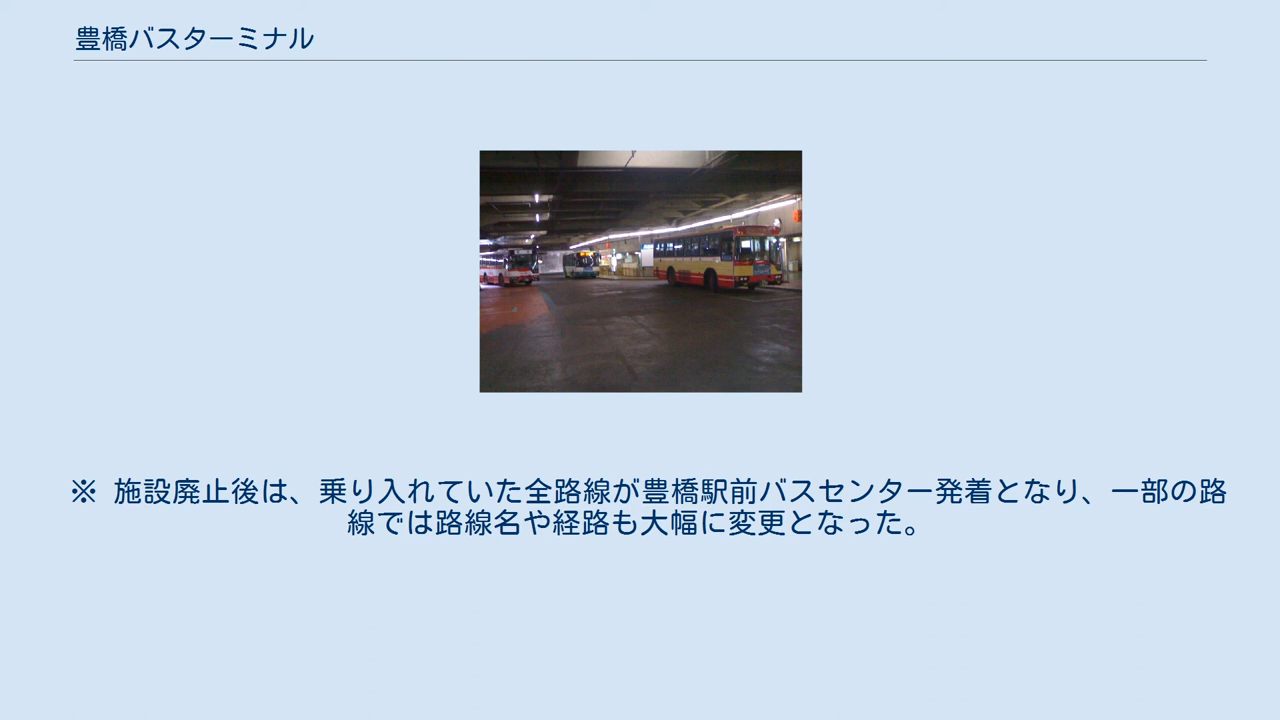 豊橋バスターミナル
※ 施設廃止後は、乗り入れていた全路線が豊橋駅前バスセンター発着となり、一部の路
線では路線名や経路も大幅に変更となった。